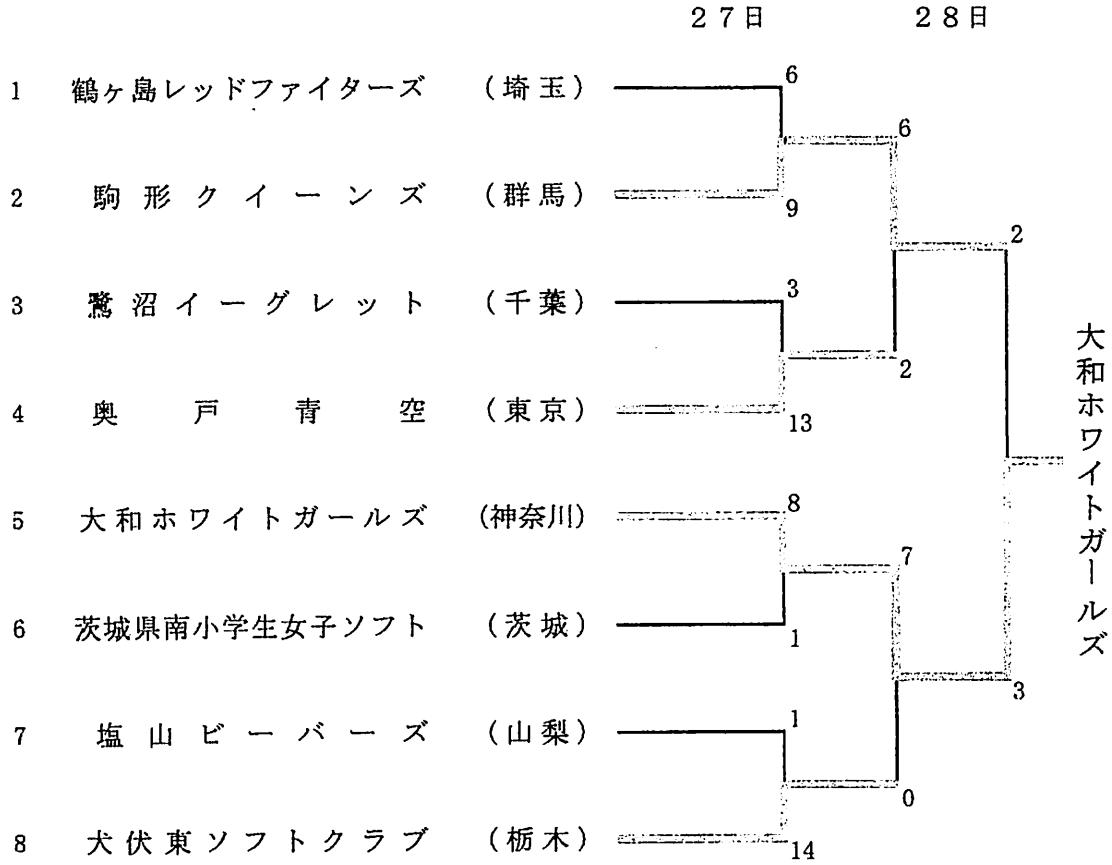 27日 28日
1 鶴ヶ島レッドファイターズ (埼玉) 6
6
2 駒形クイーンズ (群馬) 9
2
3 鷺沼イーグレット (千葉) 3
2
4 奥戸青空 (東京) 13
大和ホワイトガールズ
5 大和ホワイトガールズ (神奈川) 8
7
6 茨城県南小学生女子ソフト (茨城) 1
3
7 塩山ビーバーズ (山梨) 1
0
8 犬伏東ソフトクラブ (栃木) 14